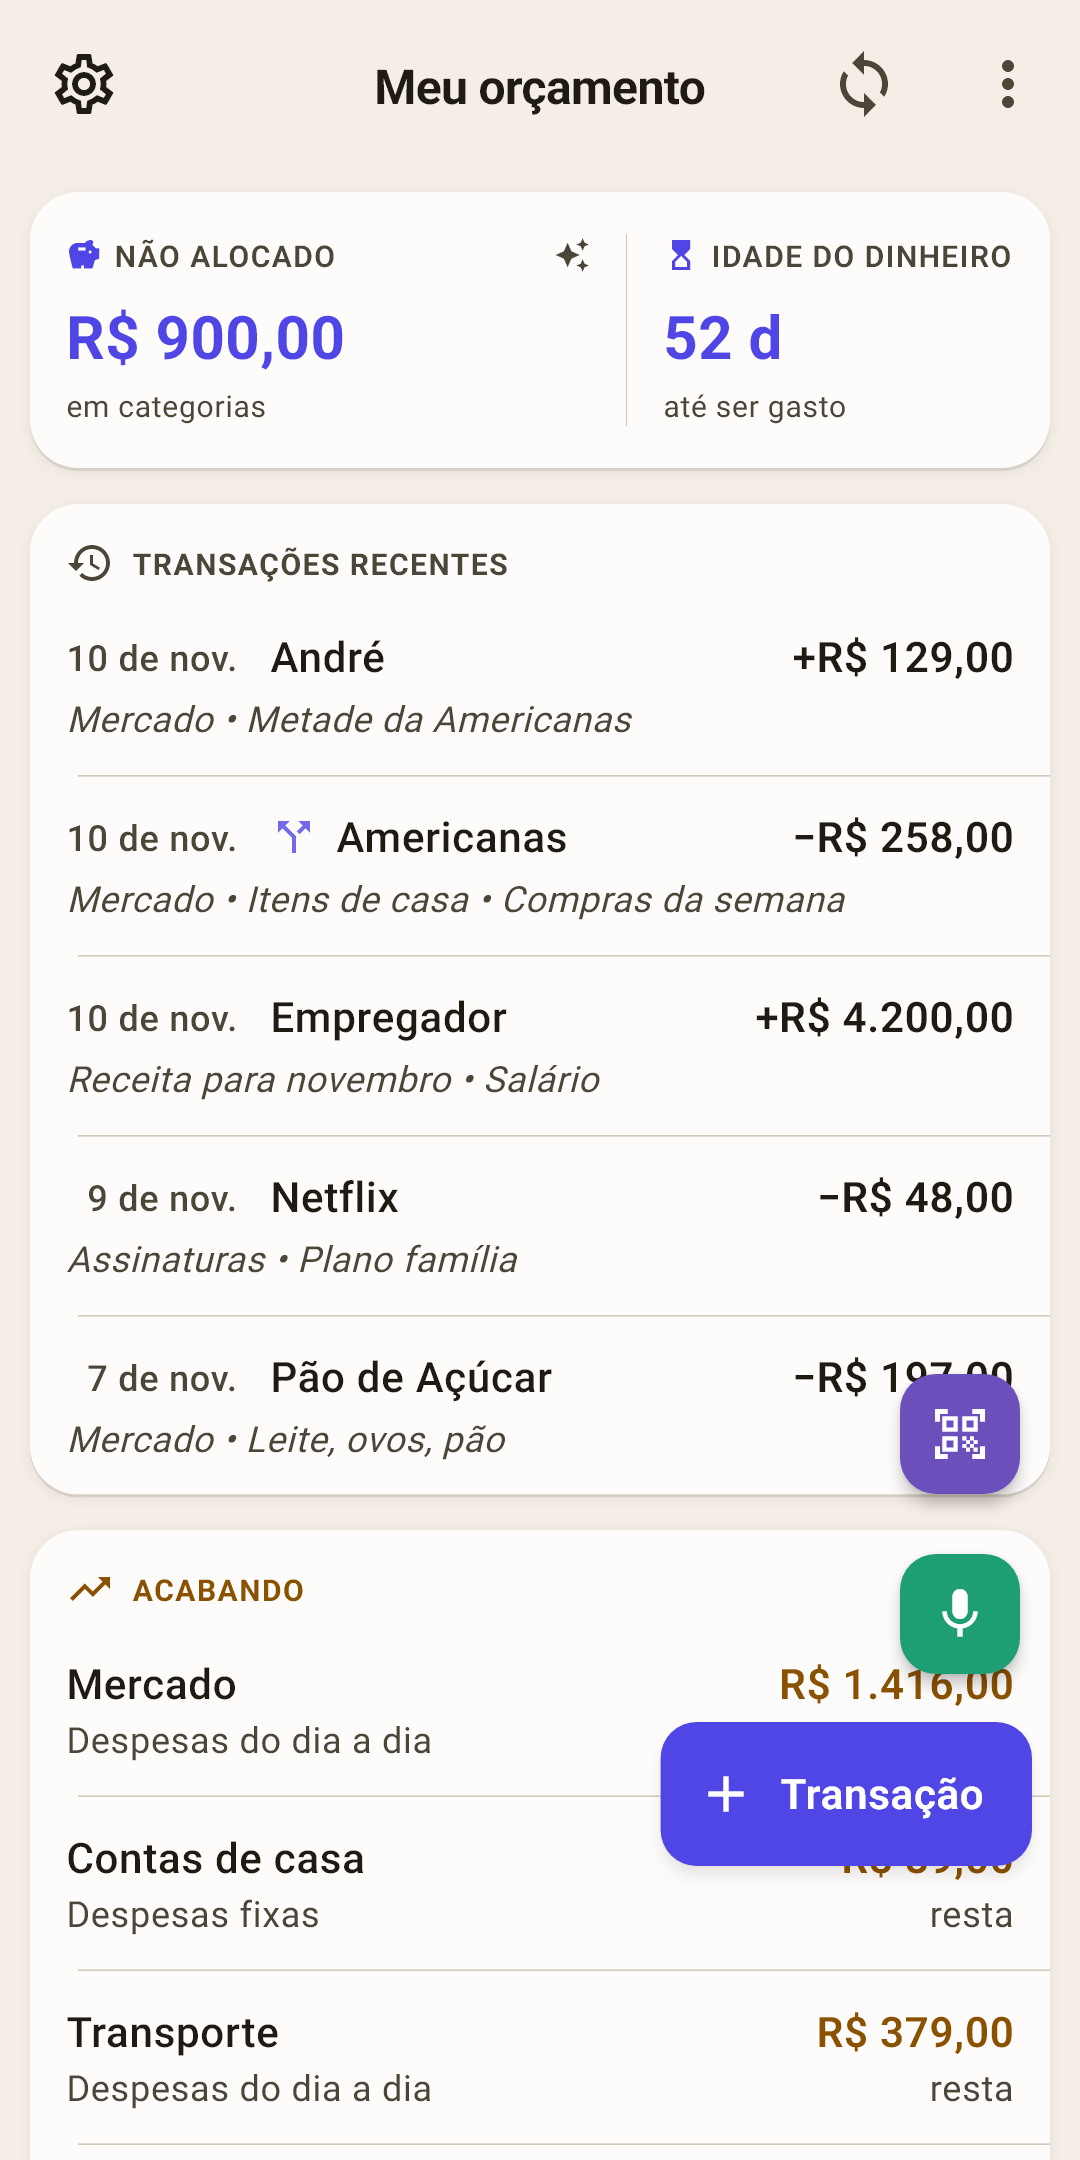 Meu orçamento
NÃO ALOCADO
R$ 900,00
em categorias
IDADE DO DINHEIRO
52 d
até ser gasto
TRANSAÇÕES RECENTES
10 de nov. André +R$ 129,00
Mercado • Metade da Americanas
10 de nov. Americanas −R$ 258,00
Mercado • Itens de casa • Compras da semana
10 de nov. Empregador +R$ 4.200,00
Receita para novembro • Salário
9 de nov. Netflix −R$ 48,00
Assinaturas • Plano família
7 de nov. Pão de Açúcar −R$ 197,00
Mercado • Leite, ovos, pão
ACABANDO
Mercado R$ 1.416,00
Despesas do dia a dia
+ Transação
Contas de casa
Despesas fixas resta
Transporte R$ 379,00
Despesas do dia a dia resta